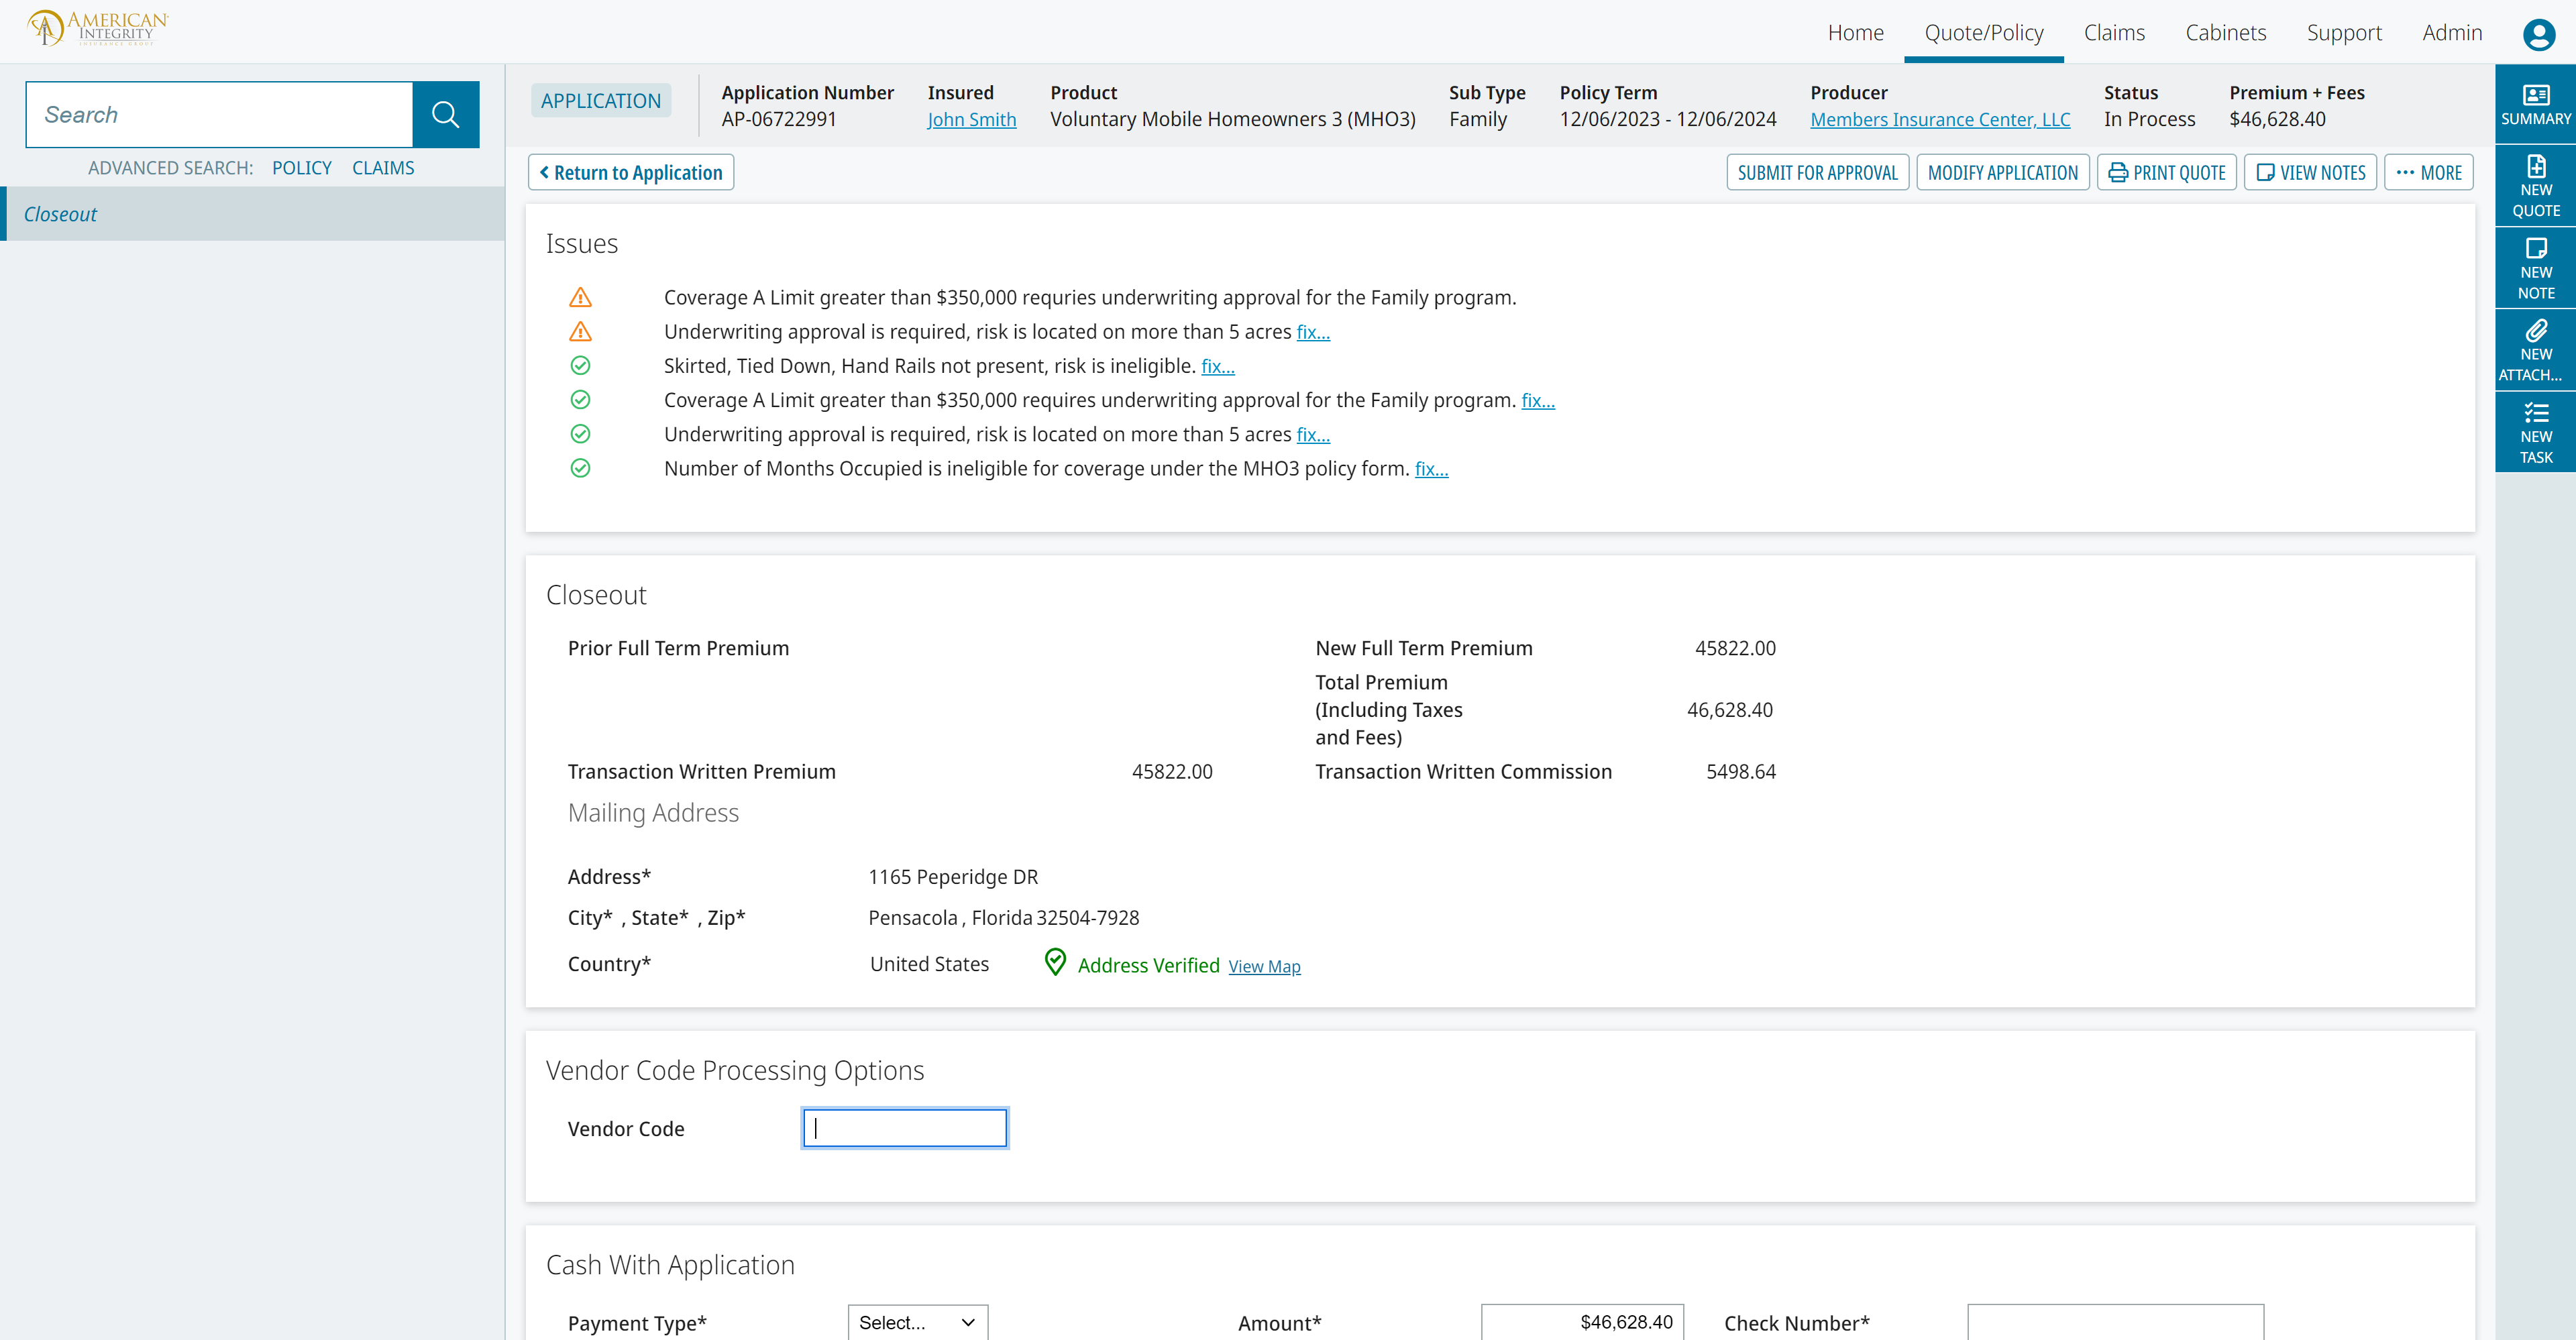 AMERICAN
INTEGRITY
INSURANCE GROUP
Home
Quote/Policy
Claims
Cabinets
Support
Admin
Search
ADVANCED SEARCH: POLICY CLAIMS
Closeout
APPLICATION
Application Number
AP-06722991
Insured
John Smith
Product
Voluntary Mobile Homeowners 3 (MHO3)
Sub Type
Family
Policy Term
12/06/2023 - 12/06/2024
Producer
Members Insurance Center, LLC
Status
In Process
Premium + Fees
$46,628.40
Return to Application
SUBMIT FOR APPROVAL
MODIFY APPLICATION
PRINT QUOTE
VIEW NOTES
MORE
SUMMARY
NEW
QUOTE
NEW
NOTE
NEW
ATTACH...
NEW
TASK
Issues
Coverage A Limit greater than $350,000 requries underwriting approval for the Family program.
Underwriting approval is required, risk is located on more than 5 acres fix...
Skirted, Tied Down, Hand Rails not present, risk is ineligible. fix...
Coverage A Limit greater than $350,000 requires underwriting approval for the Family program. fix...
Underwriting approval is required, risk is located on more than 5 acres fix...
Number of Months Occupied is ineligible for coverage under the MHO3 policy form. fix...
Closeout
Prior Full Term Premium
New Full Term Premium 45822.00
Total Premium
(Including Taxes 46,628.40
and Fees)
Transaction Written Premium 45822.00
Transaction Written Commission 5498.64
Mailing Address
Address* 1165 Peperidge DR
City* , State* , Zip* Pensacola , Florida 32504-7928
Country* United States Address Verified View Map
Vendor Code Processing Options
Vendor Code
Cash With Application
Payment Type* Select... Amount* $46,628.40 Check Number*